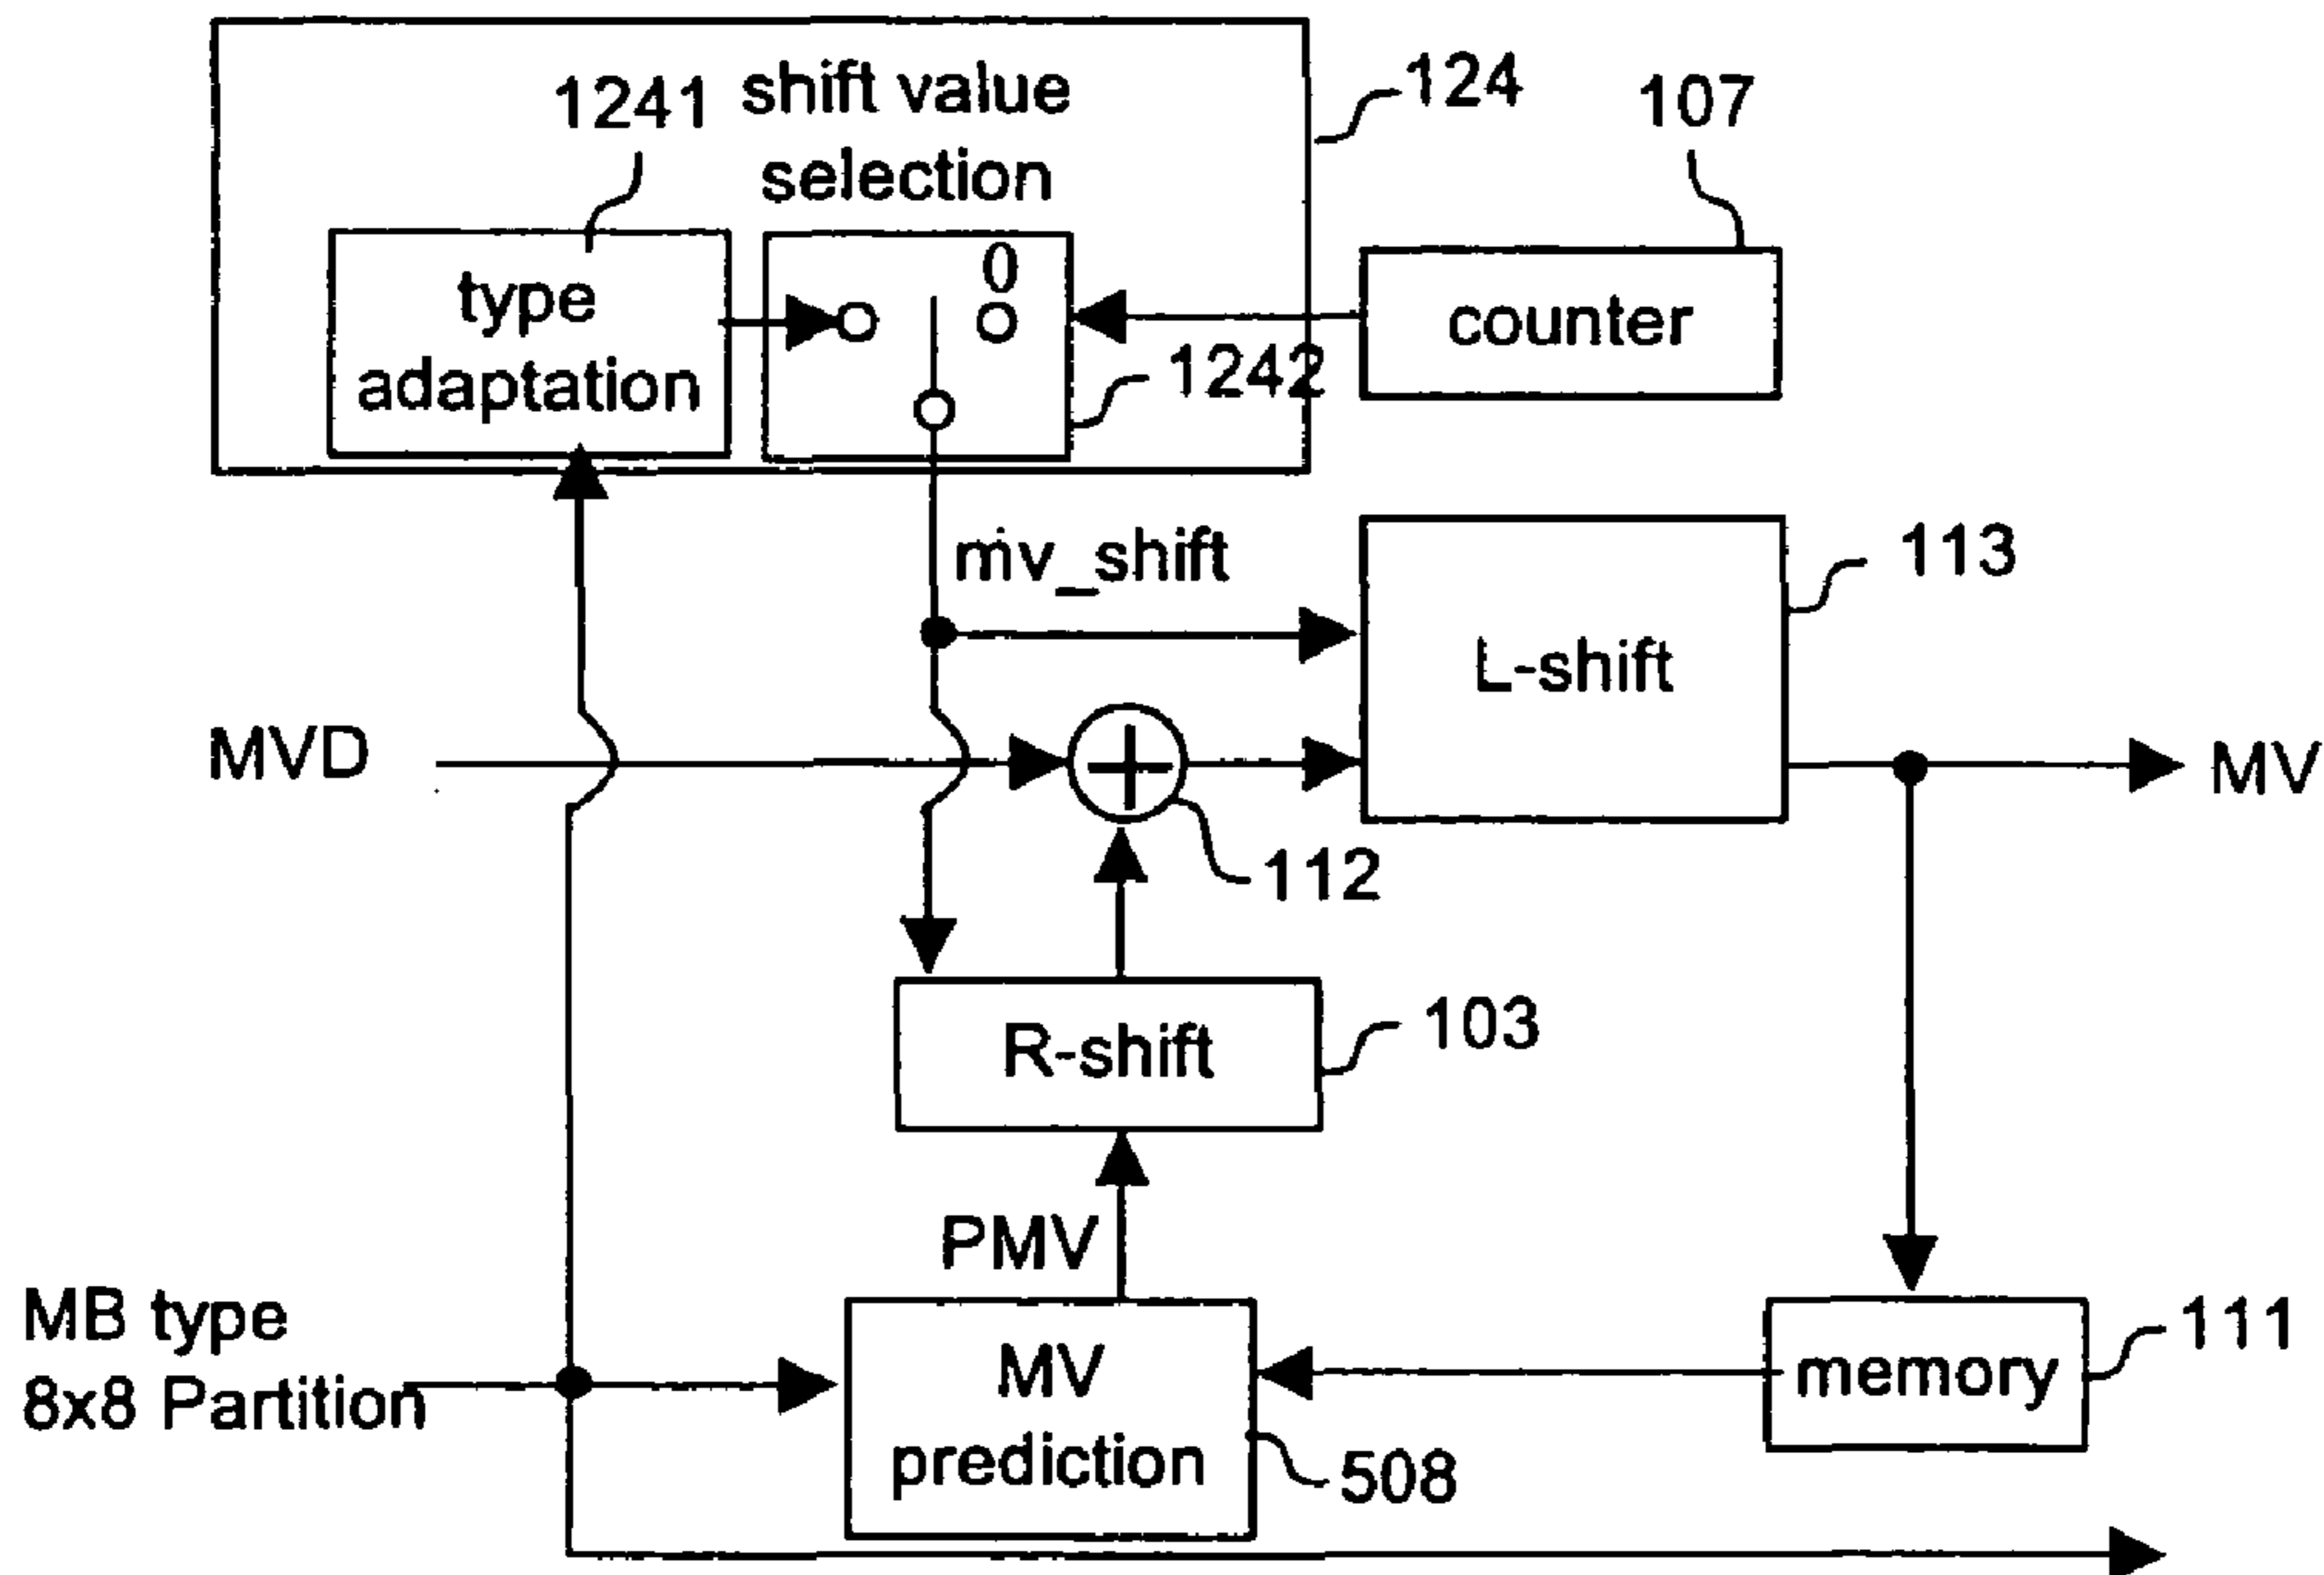 1241
shift value
selection
124
107
type
adaptation
0
1242
counter
mv_shift
113
L-shift
MVD
+
MV
112
R-shift
103
PMV
MB type
8x8 Partition
MV
prediction
508
memory
111